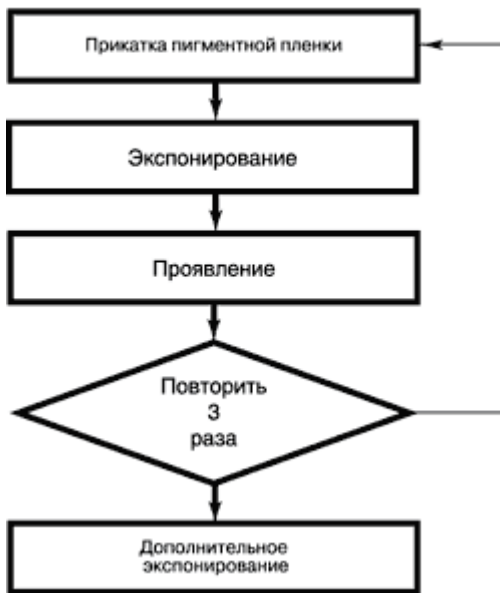 Прикатка пигментной пленки
Экспонирование
Проявление
Повторить
3
раза
Дополнительное
экспонирование